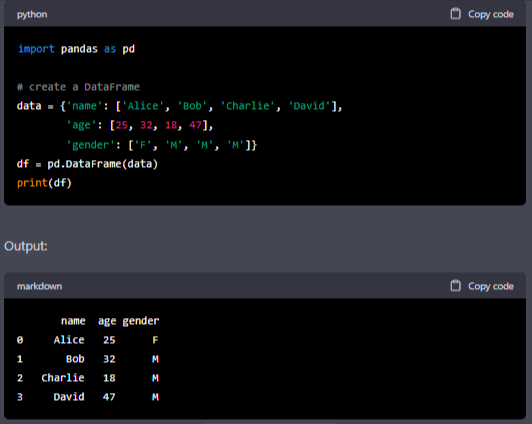 python
Copy code
import pandas as pd
# create a DataFrame
data = {'name': ['Alice', 'Bob', 'Charlie', 'David'],
        'age': [25, 32, 18, 47],
        'gender': ['F', 'M', 'M', 'M']}
df = pd.DataFrame(data)
print(df)
Output:
markdown
Copy code
       name  age gender
0     Alice   25      F
1       Bob   32      M
2   Charlie   18      M
3     David   47      M